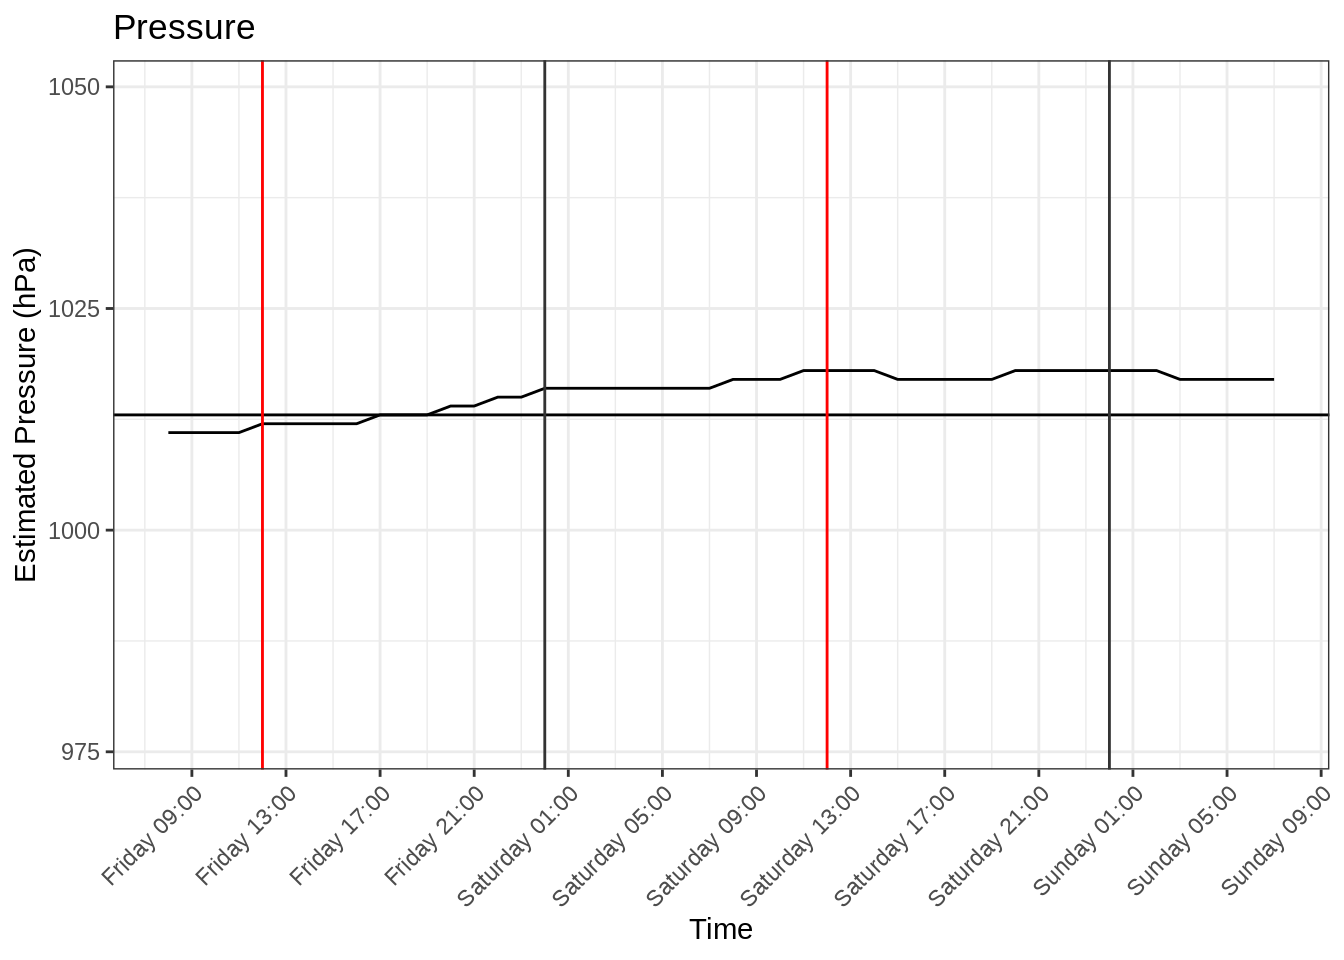 Pressure
Estimated Pressure (hPa)
1050
1025
1000
975
Friday 09:00
Friday 13:00
Friday 17:00
Friday 21:00
Saturday 01:00
Saturday 05:00
Saturday 09:00
Saturday 13:00
Saturday 17:00
Saturday 21:00
Sunday 01:00
Sunday 05:00
Sunday 09:00
Time